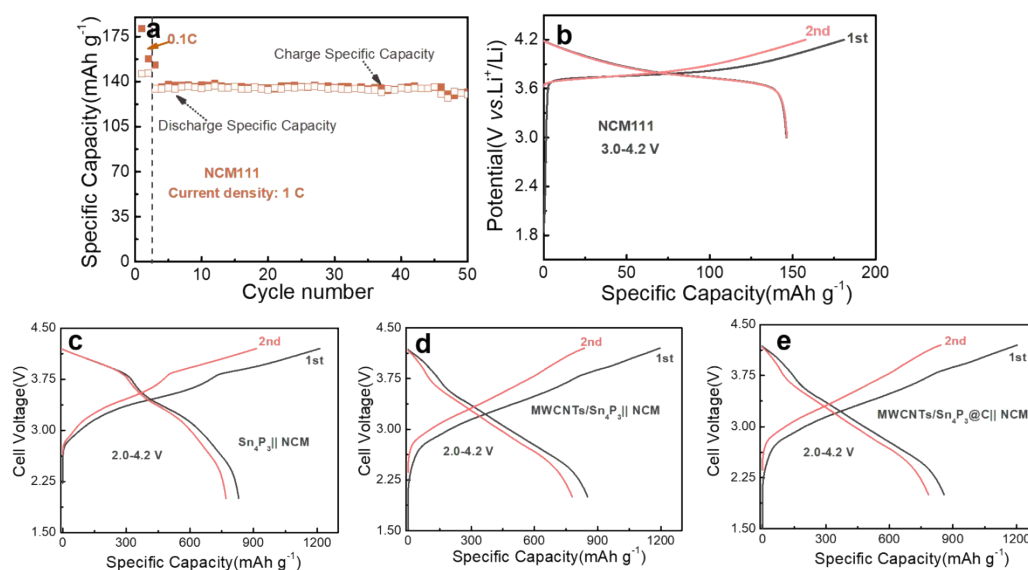 a
0.1C
Charge Specific Capacity
Discharge Specific Capacity
NCM111
Current density: 1 C
Specific Capacity(mAh g⁻¹)
175
140
105
70
35
0
0 10 20 30 40 50
Cycle number
b
2nd
1st
NCM111
3.0-4.2 V
Potential(V vs.Li⁺/Li)
4.2
3.6
3.0
2.4
1.8
0 50 100 150 200
Specific Capacity(mAh g⁻¹)
c
2nd
1st
Sn₄P₃|| NCM
2.0-4.2 V
Cell Voltage(V)
4.50
3.75
3.00
2.25
1.50
0 300 600 900 1200
Specific Capacity(mAh g⁻¹)
d
2nd
1st
MWCNTs/Sn₄P₃|| NCM
2.0-4.2 V
Cell Voltage(V)
4.50
3.75
3.00
2.25
1.50
0 300 600 900 1200
Specific Capacity(mAh g⁻¹)
e
2nd
1st
MWCNTs/Sn₄P₃@C|| NCM
2.0-4.2 V
Cell Voltage(V)
4.50
3.75
3.00
2.25
1.50
0 300 600 900 1200
Specific Capacity(mAh g⁻¹)